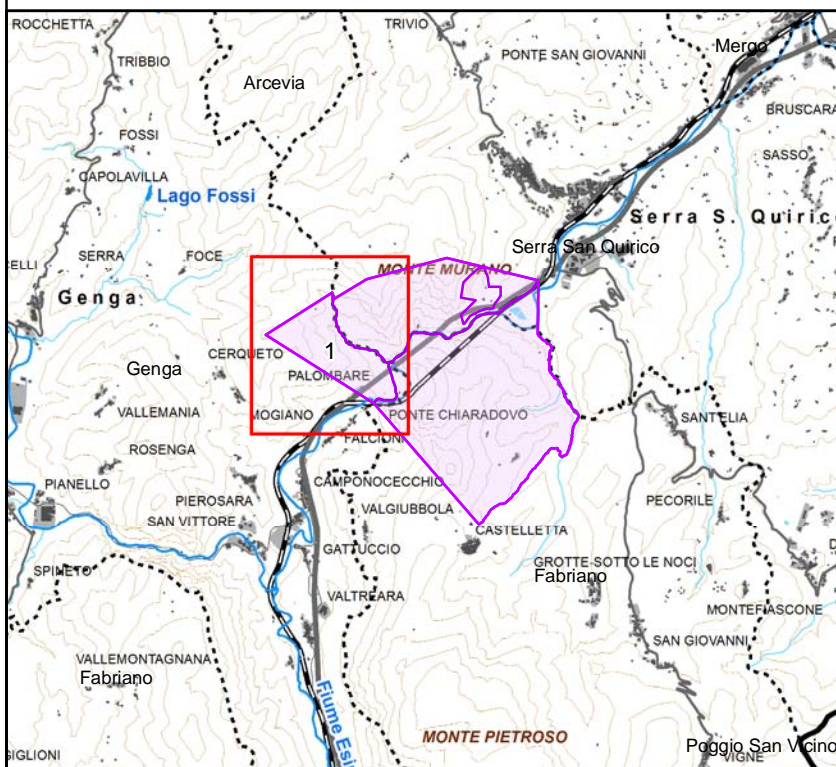 ROCCHETTA
TRIVIO
Mergo
TRIBBIO
PONTE SAN GIOVANNI
Arcevia
BRUSCARA
FOSSI
SASSO
CAPOLAVILLA
Lago Fossi
Serra S. Quirico
SERRA
FOCE
Serra San Quirico
CELLI
MONTE MURANO
Genga
1
CERQUETO
Genga
PALOMBARE
VALLEMANIA
MOGIANO
PONTE CHIARADOVO
SANT'ELIA
FALCIONI
ROSENGA
PIANELLO
CAMPONOCECCHIO
PIEROSARA
PECORILE
VALGIUBBOLA
SAN VITTORE
CASTELLETTA
GATTUCCIO
GROTTE-SOTTO LE NOCI
SPINETO
Fabriano
VALTREARA
MONTEFIASCONE
SAN GIOVANNI
VALLEMONTAGNANA
Fabriano
Fiume Esin
MONTE PIETROSO
Poggio San Vicino
GIGLIONI
VIGNE